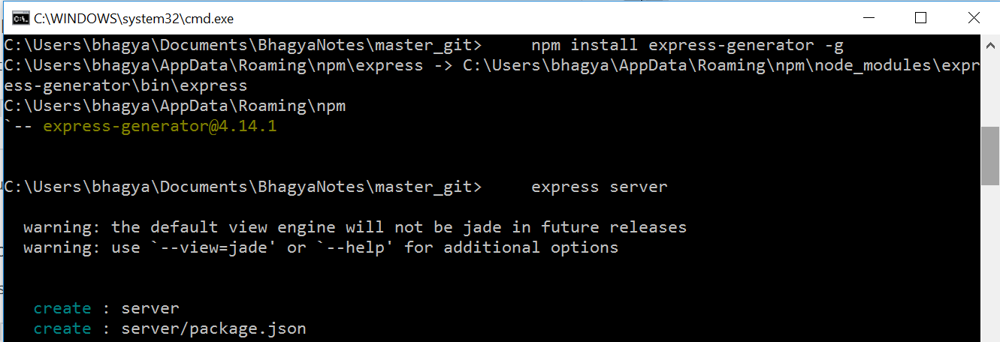 C:\WINDOWS\system32\cmd.exe
C:\Users\bhagya\Documents\BhagyaNotes\master_git>     npm install express-generator -g
C:\Users\bhagya\AppData\Roaming\npm\express -> C:\Users\bhagya\AppData\Roaming\npm\node_modules\expr
ess-generator\bin\express
C:\Users\bhagya\AppData\Roaming\npm
`-- express-generator@4.14.1
C:\Users\bhagya\Documents\BhagyaNotes\master_git>     express server
warning: the default view engine will not be jade in future releases
warning: use `--view=jade' or `--help' for additional options
create : server
create : server/package.json